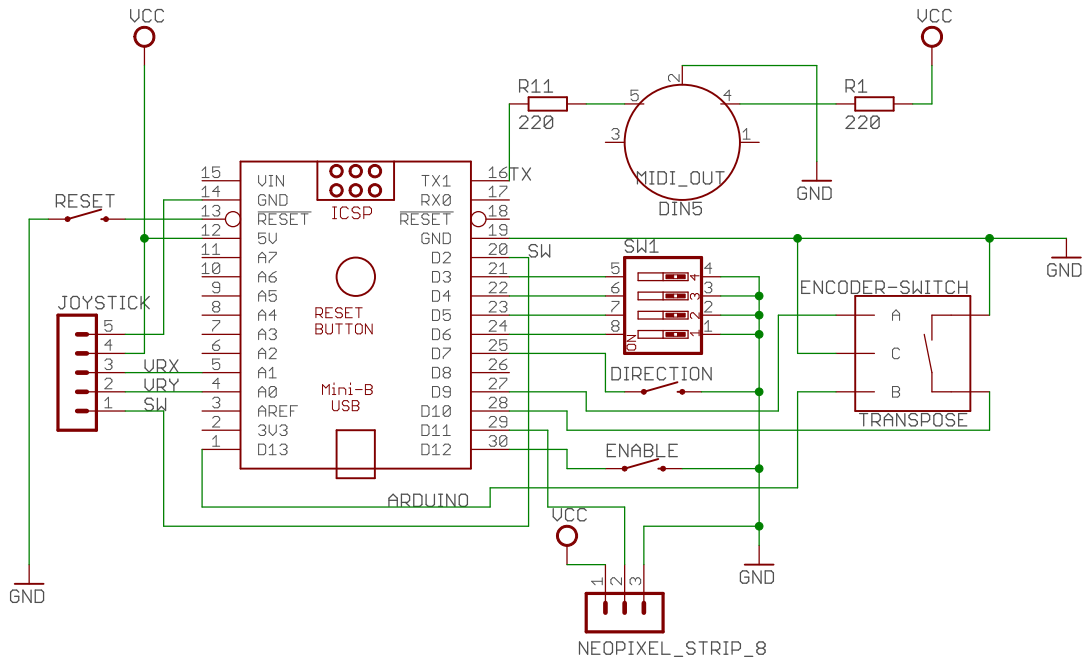 VCC
VCC
R11
220
5
2
4
3
1
R1
220
MIDI_OUT
DIN5
GND
TX
15
VIN
14
GND
13
RESET
12
5V
11
A7
10
A6
9
A5
8
A4
7
A3
6
A2
5
A1
4
A0
3
AREF
2
3V3
1
D13
ICSP
RESET
BUTTON
Mini-B
USB
TX1
16
RX0
17
RESET
18
GND
19
D2
20
D3
21
D4
22
D5
23
D6
24
D7
25
D8
26
D9
27
D10
28
D11
29
D12
30
ARDUINO
RESET
GND
JOYSTICK
5
4
3
VRX
2
VRY
1
SW
SW
SW1
5
4
4
6
3
3
7
2
2
8
1
1
ON
DIRECTION
ENABLE
ENCODER-SWITCH
A
C
B
TRANSPOSE
GND
GND
VCC
1
2
3
NEOPIXEL_STRIP_8